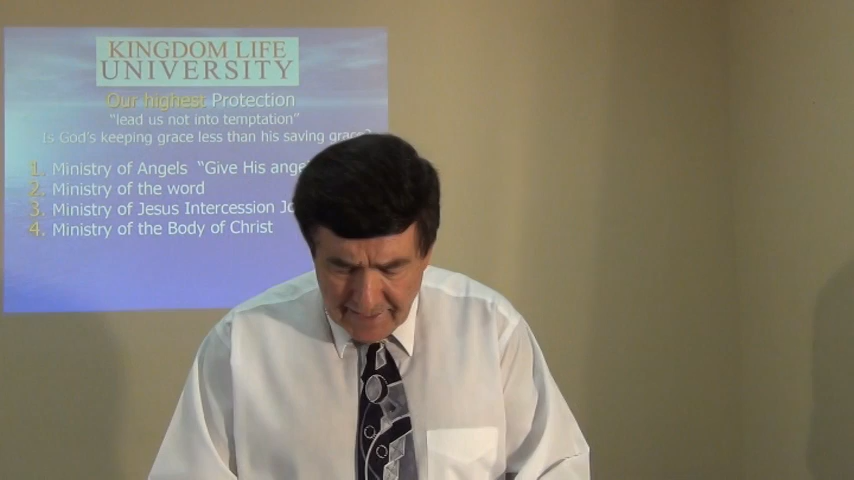 KINGDOM LIFE
UNIVERSITY
Our highest Protection
"lead us not into temptation"
Is God's keeping grace less than his saving grace?
1. Ministry of Angels "Give His
2. Ministry of the word
3. Ministry of Jesus Intercession
4. Ministry of the Body of Christ